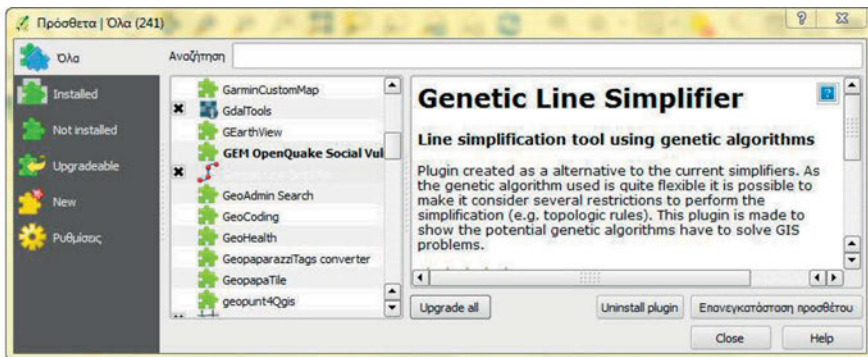 Πρόσθετα | Όλα (241)
Όλα
Installed
Not installed
Upgradeable
New
Ρυθμίσεις
Αναζήτηση
GarminCustomMap
GdalTools
GEarthView
GEM OpenQuake Social Vul
GeoAdmin Search
GeoCoding
GeoHealth
GeopaparazziTags converter
GeopapaTile
geopunt4Qgis
Genetic Line Simplifier
Line simplification tool using genetic algorithms
Plugin created as a alternative to the current simplifiers. As
the genetic algorithm used is quite flexible it is possible to
make it consider several restrictions to perform the
simplification (e.g. topologic rules). This plugin is made to
show the potential genetic algorithms have to solve GIS
problems.
Upgrade all
Uninstall plugin
Επανεγκατάσταση προσθέτου
Close
Help